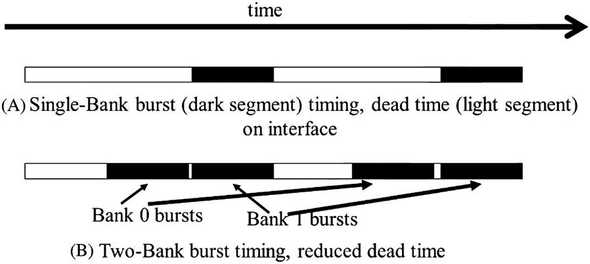 time
(A) Single-Bank burst (dark segment) timing, dead time (light segment)
on interface
Bank 0 bursts
Bank 1 bursts
(B) Two-Bank burst timing, reduced dead time